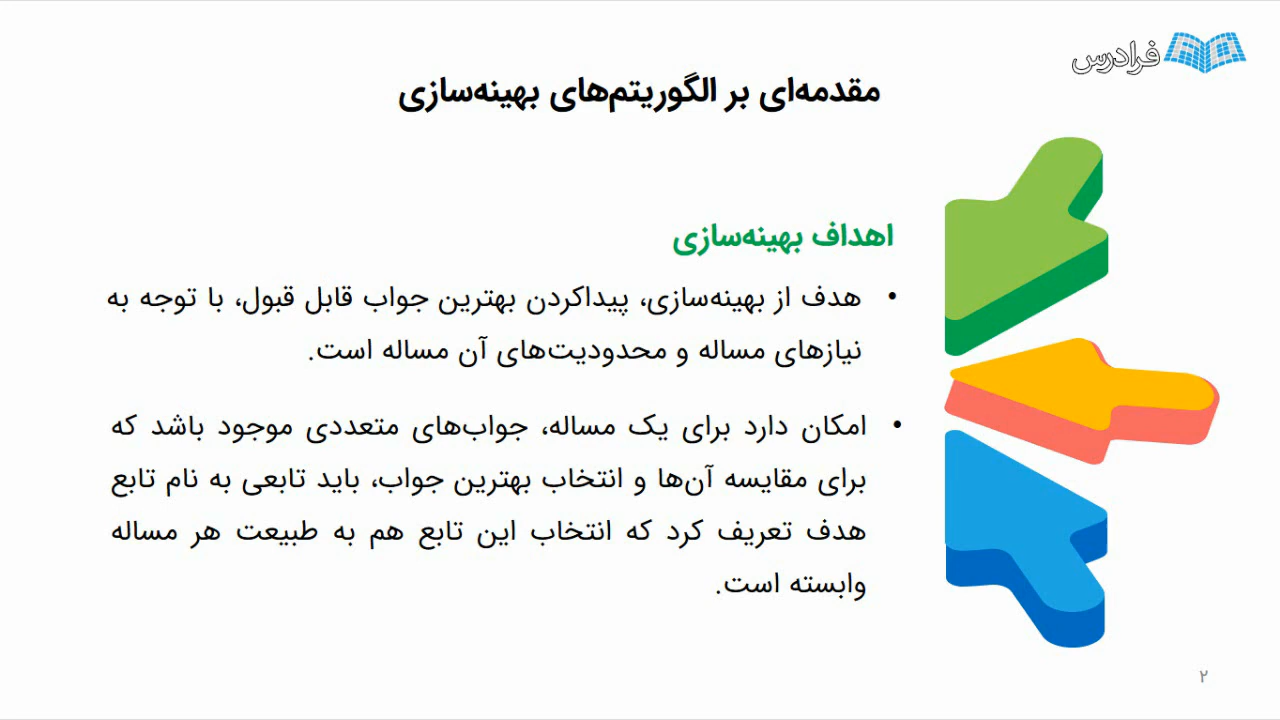 فرادرس
مقدمه‌ای بر الگوریتم‌های بهینه‌سازی
اهداف بهینه‌سازی
• هدف از بهینه‌سازی، پیداکردن بهترین جواب قابل قبول، با توجه به
نیازهای مساله و محدودیت‌های آن مساله است.
• امکان دارد برای یک مساله، جواب‌های متعددی موجود باشد که
برای مقایسه آن‌ها و انتخاب بهترین جواب، باید تابعی به نام تابع
هدف تعریف کرد که انتخاب این تابع هم به طبیعت هر مساله
وابسته است.
۲